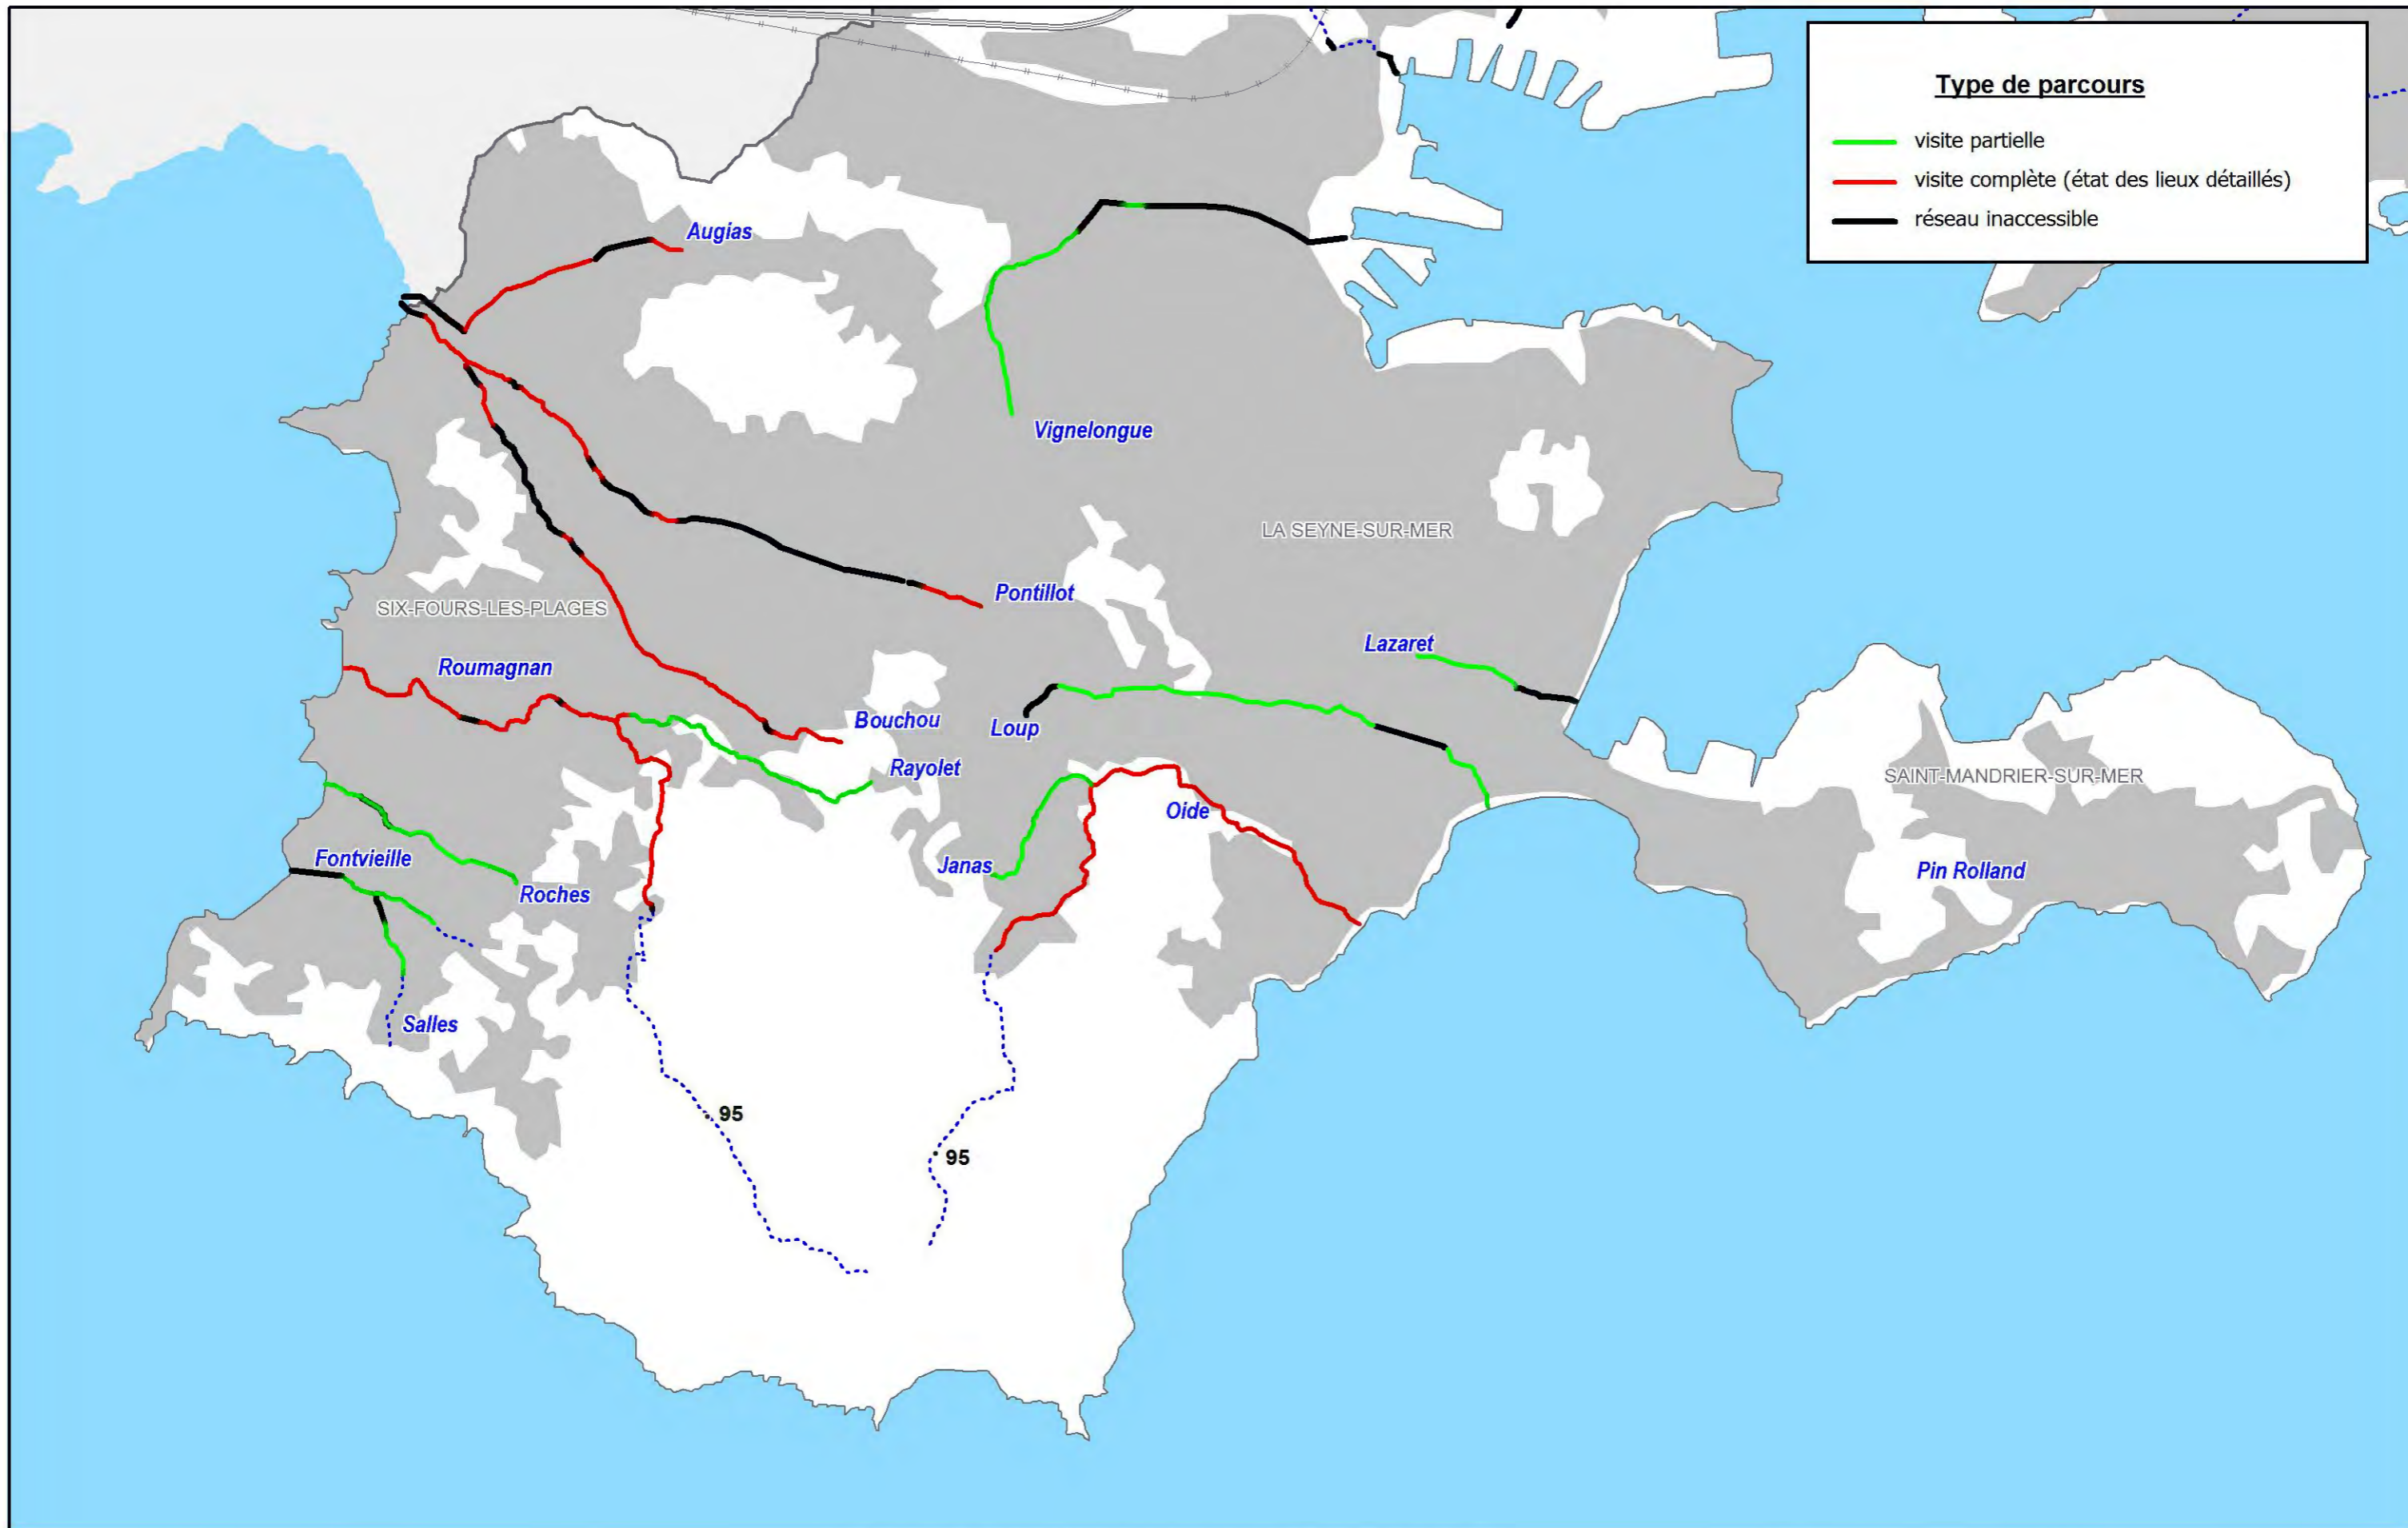 Type de parcours
visite partielle
visite complète (état des lieux détaillés)
réseau inaccessible
Augias
Vignelongue
LA SEYNE-SUR-MER
Pontillot
SIX-FOURS-LES-PLAGES
Lazaret
Roumagnan
Bouchou
Loup
Rayolet
SAINT-MANDRIER-SUR-MER
Oide
Fontvieille
Janas
Pin Rolland
Roches
Salles
95
95